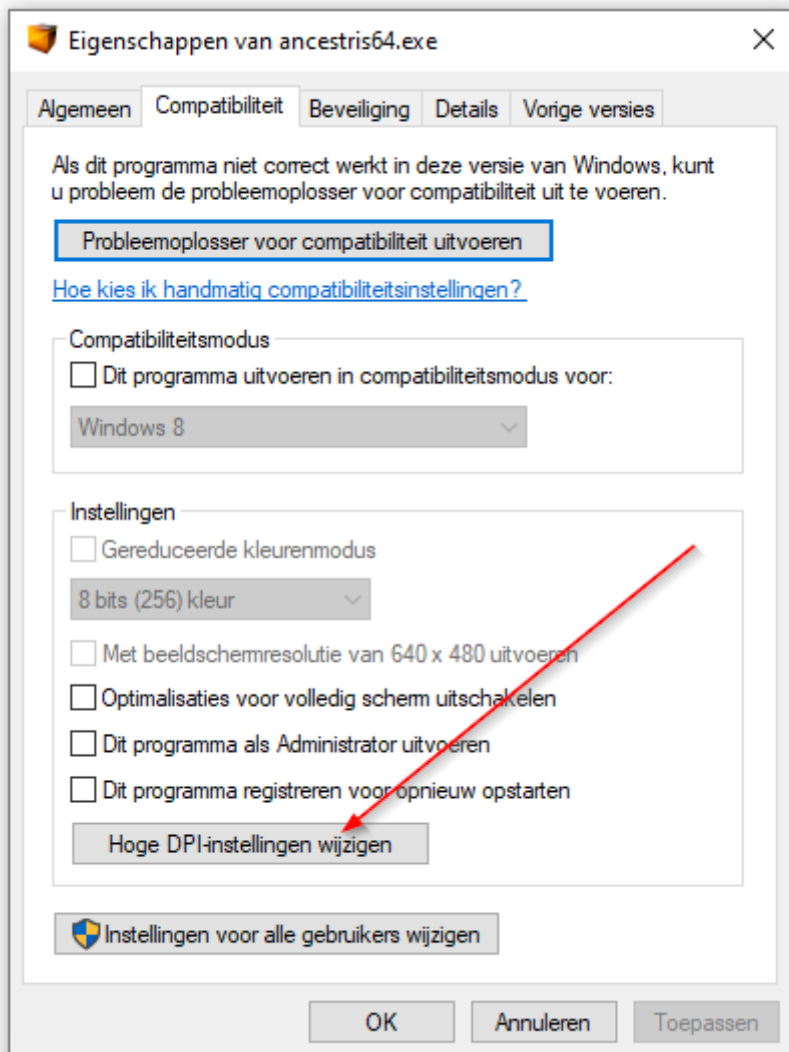 Eigenschappen van ancestris64.exe
Algemeen Compatibiliteit Beveiliging Details Vorige versies
Als dit programma niet correct werkt in deze versie van Windows, kunt
u probleem de probleemoplosser voor compatibiliteit uit te voeren.
Probleemoplosser voor compatibiliteit uitvoeren
Hoe kies ik handmatig compatibiliteitsinstellingen?
Compatibiliteitsmodus
Dit programma uitvoeren in compatibiliteitsmodus voor:
Windows 8
Instellingen
Gereduceerde kleurenmodus
8 bits (256) kleur
Met beeldschermresolutie van 640 x 480 uitvoeren
Optimalisaties voor volledig scherm uitschakelen
Dit programma als Administrator uitvoeren
Dit programma registreren voor opnieuw opstarten
Hoge DPI-instellingen wijzigen
Instellingen voor alle gebruikers wijzigen
OK Annuleren Toepassen